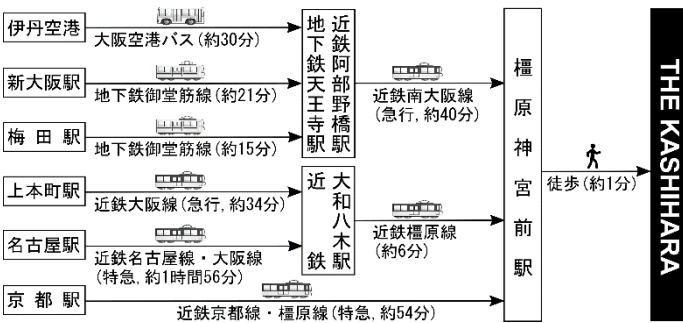 伊丹空港
大阪空港バス(約30分)
新大阪駅
地下鉄御堂筋線(約21分)
梅田駅
地下鉄御堂筋線(約15分)
近鉄阿部野橋駅
地下鉄天王寺駅
近鉄南大阪線
(急行, 約40分)
上本町駅
近鉄大阪線(急行, 約34分)
名古屋駅
近鉄名古屋線・大阪線
(特急, 約1時間56分)
近鉄
大和八木駅
近鉄橿原線
(約6分)
京都駅
近鉄京都線・橿原線(特急, 約54分)
橿原神宮前駅
徒歩(約1分)
THE KASHIHARA